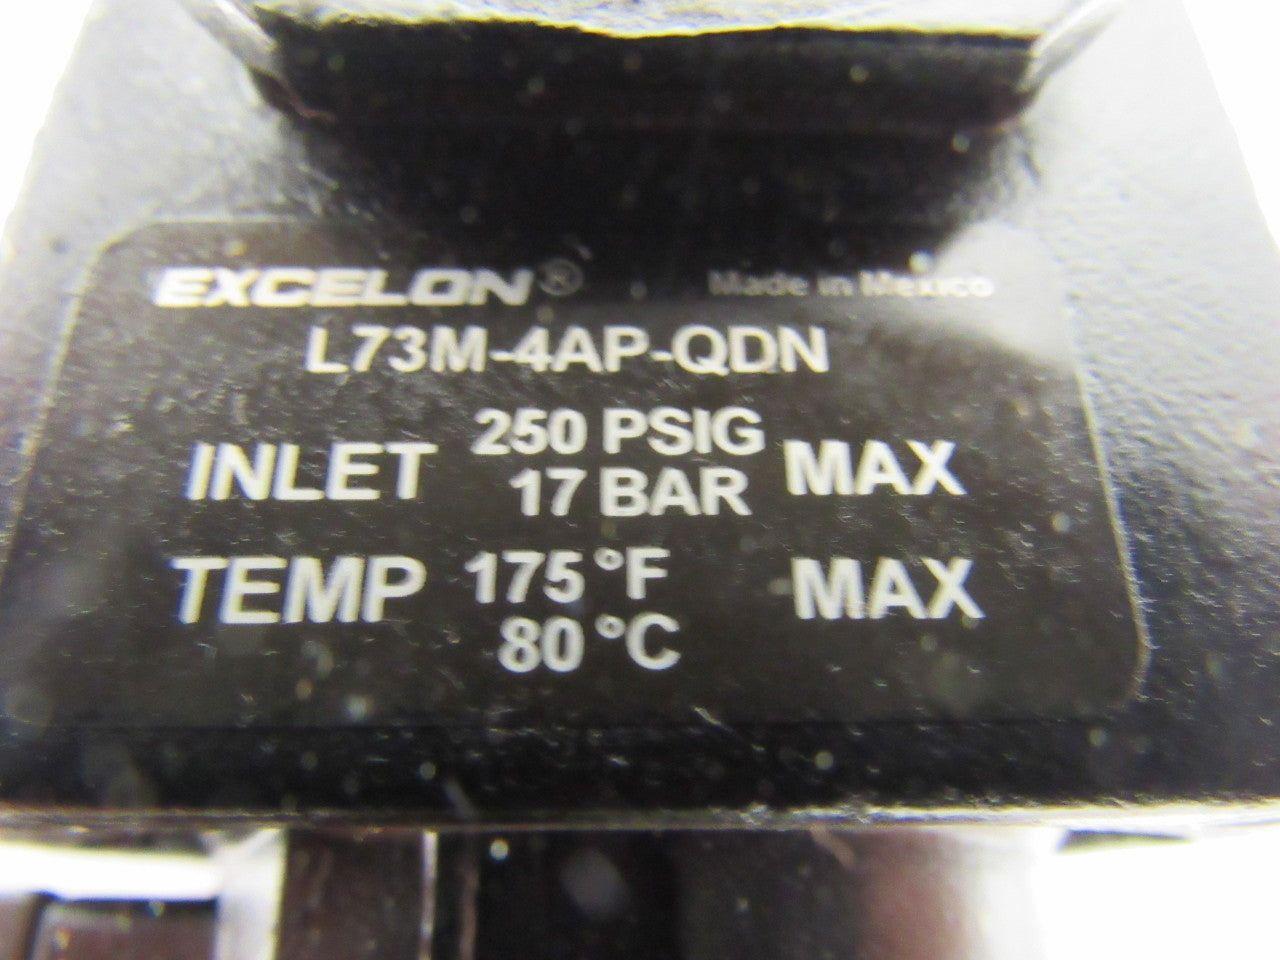 EXCELON® Made in Mexico
L73M-4AP-QDN
INLET 250 PSIG MAX
17 BAR
TEMP 175 °F MAX
80 °C